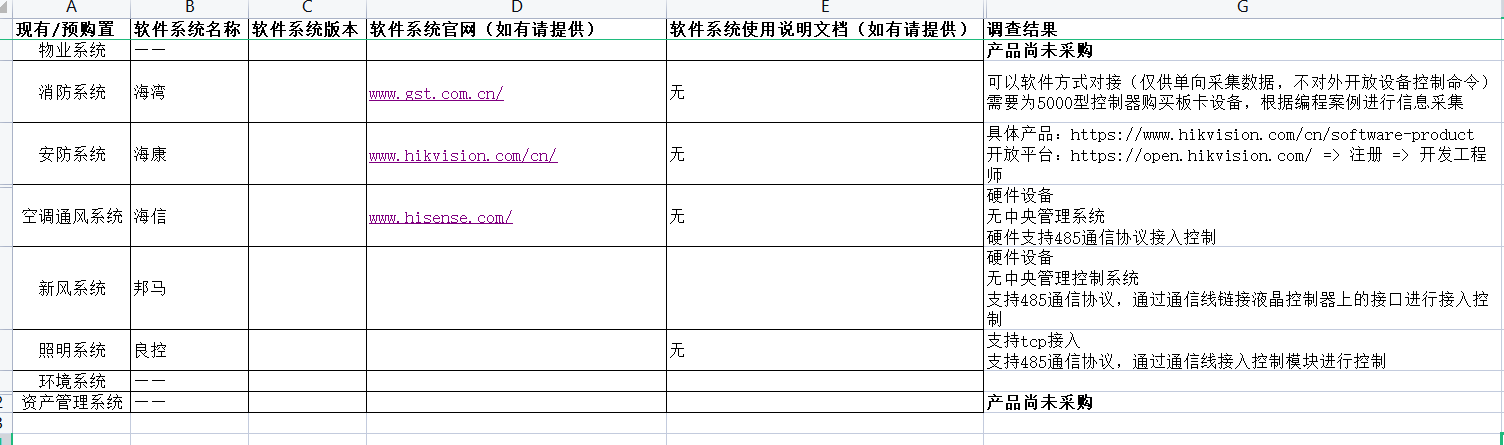 A B C D E G
现有/预购置 软件系统名称 软件系统版本 软件系统官网（如有请提供） 软件系统使用说明文档（如有请提供） 调查结果
物业系统 —— 产品尚未采购
消防系统 海湾 www.gst.com.cn/ 无 可以软件方式对接（仅供单向采集数据，不对外开放设备控制命令）
需要为5000型控制器购买板卡设备，根据编程案例进行信息采集
安防系统 海康 www.hikvision.com/cn/ 无 具体产品：https://www.hikvision.com/cn/software-product
开放平台：https://open.hikvision.com/ => 注册 => 开发工程
师
空调通风系统 海信 www.hisense.com/ 无 硬件设备
无中央管理系统
硬件支持485通信协议接入控制
新风系统 邦马 硬件设备
无中央管理控制系统
支持485通信协议，通过通信线链接液晶控制器上的接口进行接入控
制
照明系统 良控 无 支持tcp接入
支持485通信协议，通过通信线接入控制模块进行控制
环境系统 ——
资产管理系统 —— 产品尚未采购